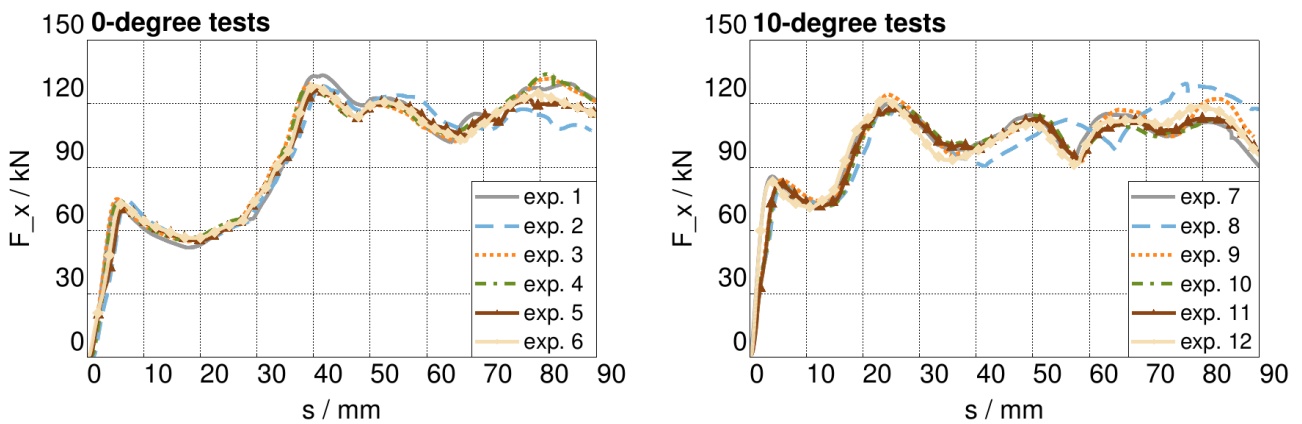 0-degree tests
150
120
90
60
30
0
F_x / kN
0 10 20 30 40 50 60 70 80 90
s / mm
exp. 1
exp. 2
exp. 3
exp. 4
exp. 5
exp. 6
10-degree tests
150
120
90
60
30
0
F_x / kN
0 10 20 30 40 50 60 70 80 90
s / mm
exp. 7
exp. 8
exp. 9
exp. 10
exp. 11
exp. 12